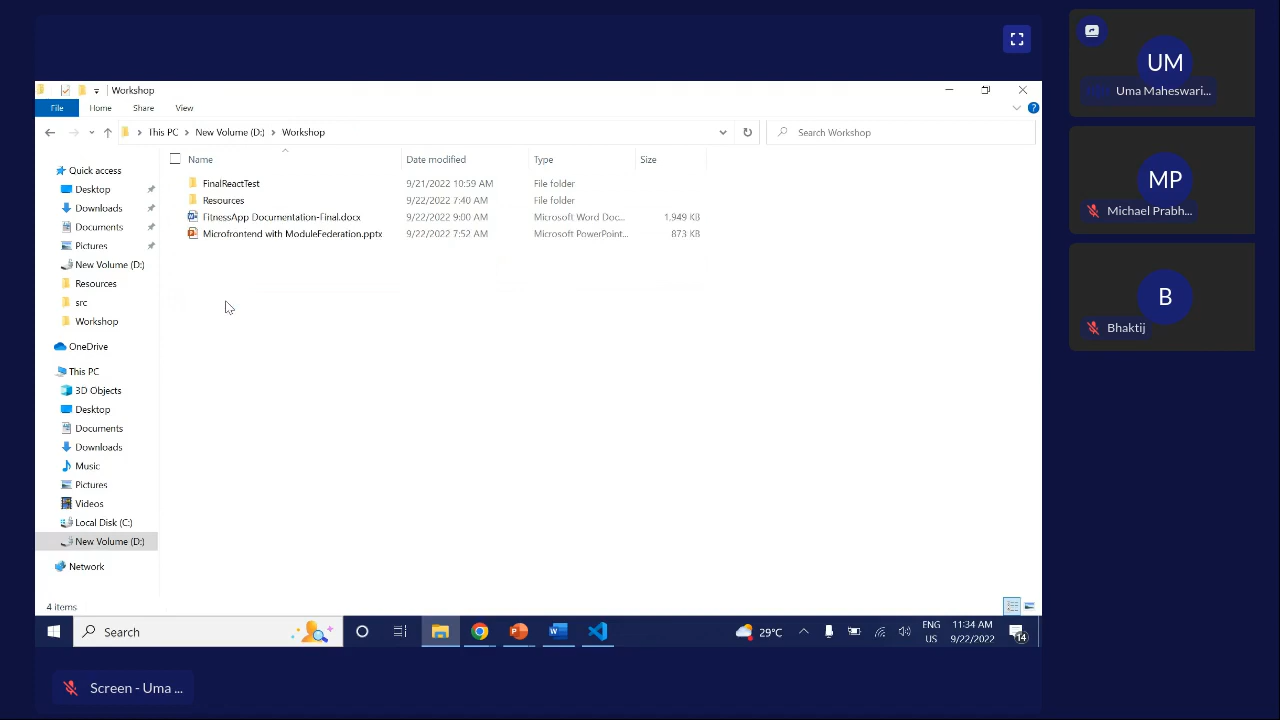 Workshop
File Home Share View
This PC New Volume (D:) Workshop
Search Workshop
Name Date modified Type Size
FinalReactTest 9/21/2022 10:59 AM File folder
Resources 9/22/2022 7:40 AM File folder
FitnessApp Documentation-Final.docx 9/22/2022 9:00 AM Microsoft Word Doc... 1,949 KB
Microfrontend with ModuleFederation.pptx 9/22/2022 7:52 AM Microsoft PowerPoint... 873 KB
Quick access
Desktop
Downloads
Documents
Pictures
New Volume (D:)
Resources
src
Workshop
OneDrive
This PC
3D Objects
Desktop
Documents
Downloads
Music
Pictures
Videos
Local Disk (C:)
New Volume (D:)
Network
4 items
Search
29°C
ENG
US
11:34 AM
9/22/2022
14
Screen - Uma ...
UM
Uma Maheswari...
MP
Michael Prabh...
B
Bhaktij